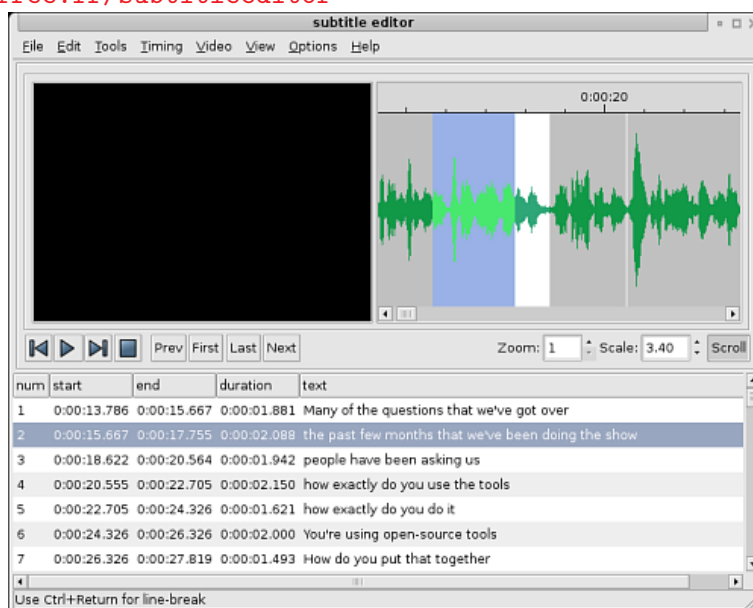 subtitle editor
File Edit Tools Timing Video View Options Help
0:00:20
Prev First Last Next Zoom: 1 Scale: 3.40 Scroll
num start end duration text
1 0:00:13.786 0:00:15.667 0:00:01.881 Many of the questions that we've got over
2 0:00:15.667 0:00:17.755 0:00:02.088 the past few months that we've been doing the show
3 0:00:18.622 0:00:20.564 0:00:01.942 people have been asking us
4 0:00:20.555 0:00:22.705 0:00:02.150 how exactly do you use the tools
5 0:00:22.705 0:00:24.326 0:00:01.621 how exactly do you do it
6 0:00:24.326 0:00:26.326 0:00:02.000 You're using open-source tools
7 0:00:26.326 0:00:27.819 0:00:01.493 How do you put that together
Use Ctrl+Return for line-break